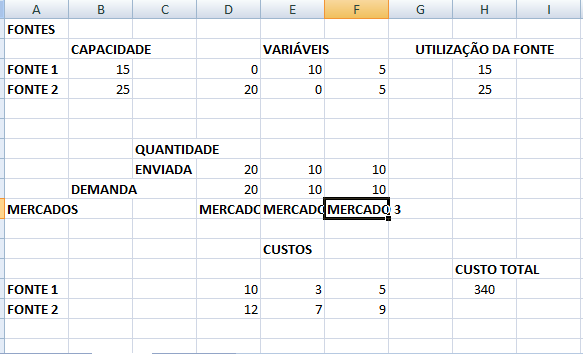 A B C D E F G H I
FONTES
CAPACIDADE VARIÁVEIS UTILIZAÇÃO DA FONTE
FONTE 1 15 0 10 5 15
FONTE 2 25 20 0 5 25
QUANTIDADE
ENVIADA 20 10 10
DEMANDA 20 10 10
MERCADOS MERCADO MERCADO MERCADO 3
CUSTOS
CUSTO TOTAL
FONTE 1 10 3 5 340
FONTE 2 12 7 9